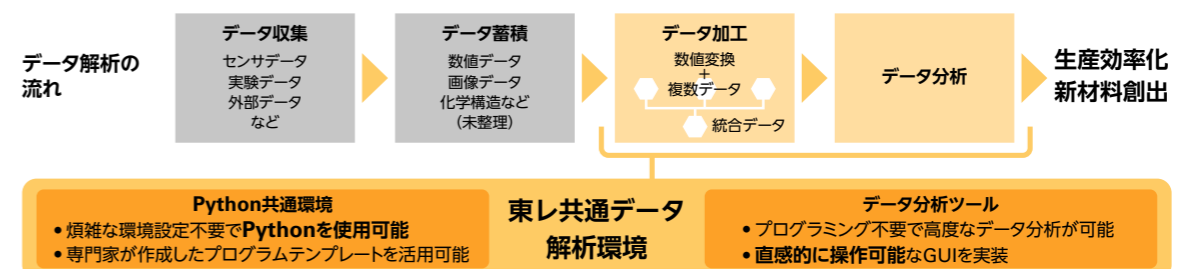 データ解析の
流れ
データ収集
センサデータ
実験データ
外部データ
など
データ蓄積
数値データ
画像データ
化学構造など
(未整理)
データ加工
数値変換
+
複数データ
統合データ
データ分析
生産効率化
新材料創出
Python共通環境
•煩雑な環境設定不要でPythonを使用可能
•専門家が作成したプログラムテンプレートを活用可能
東レ共通データ
解析環境
データ分析ツール
•プログラミング不要で高度なデータ分析が可能
•直感的に操作可能なGUIを実装